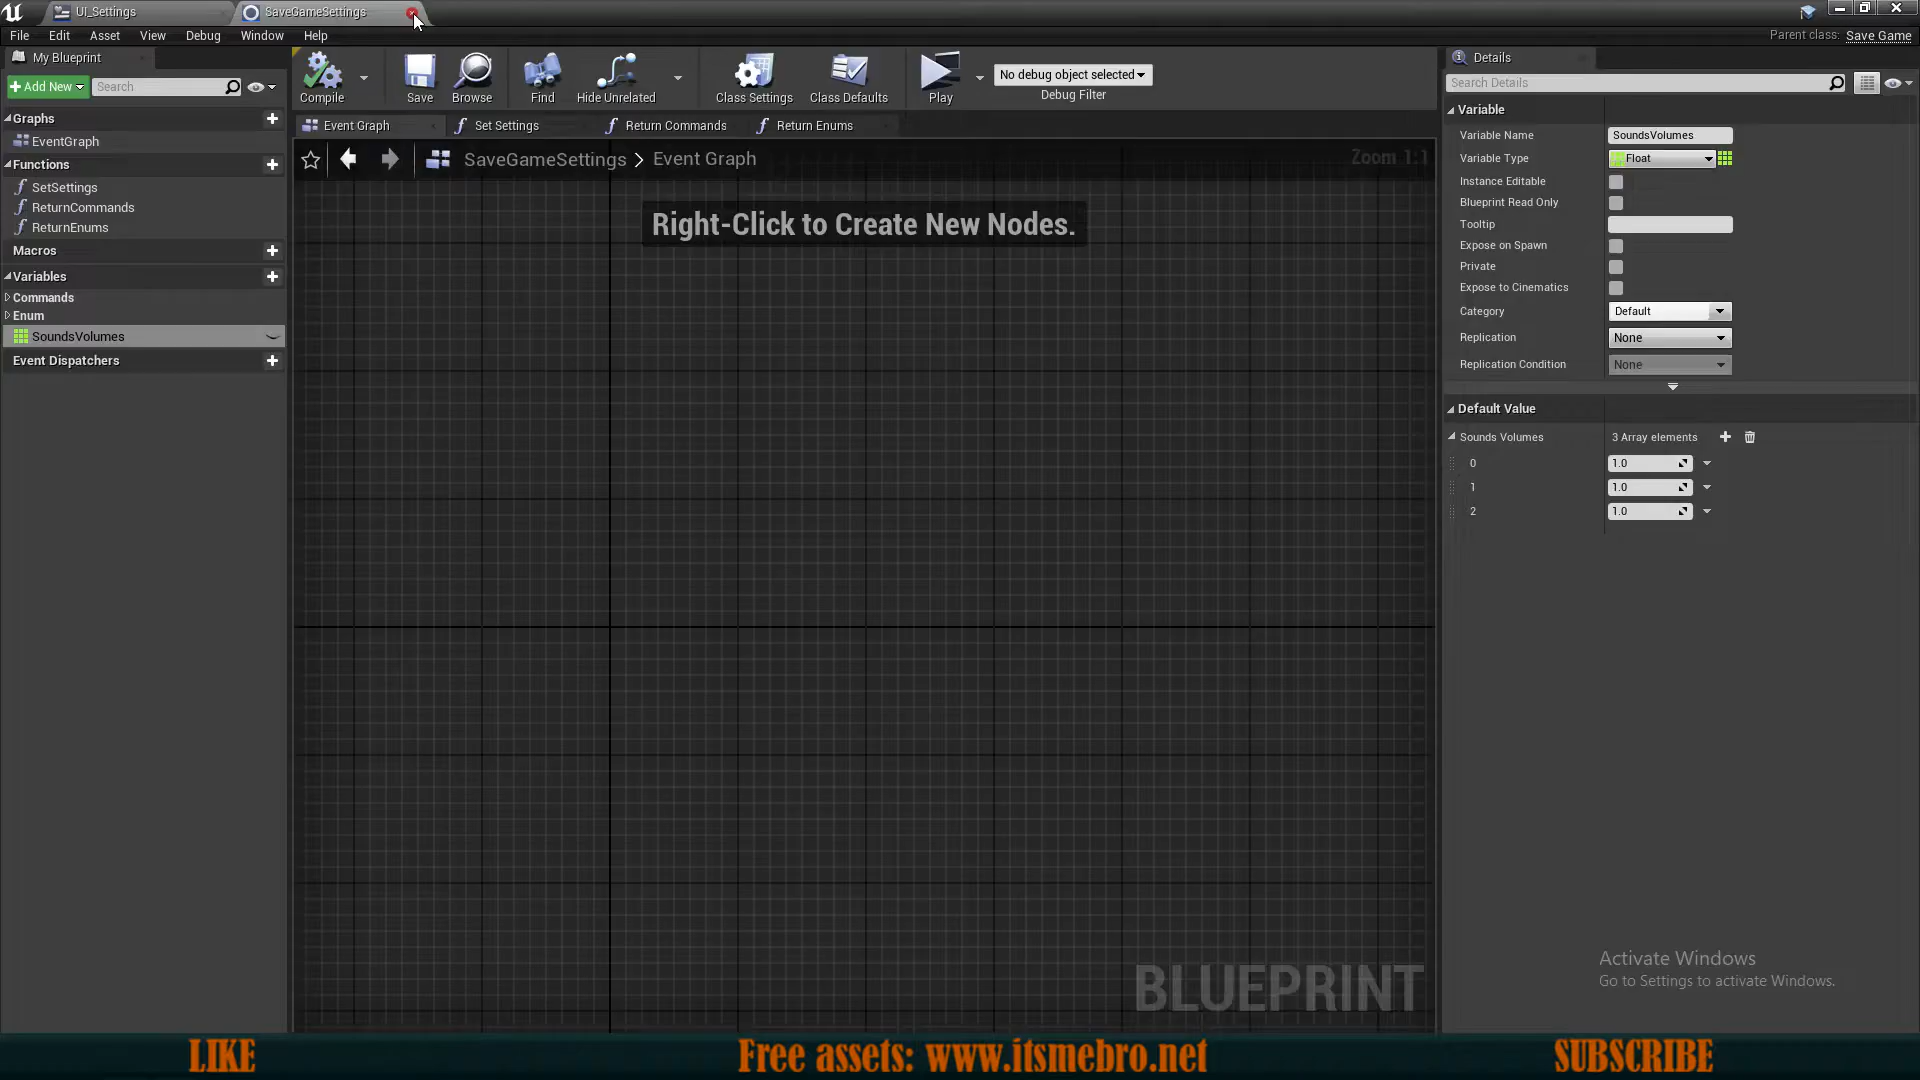 UI_Settings
SaveGameSettings
File Edit Asset View Debug Window Help
Parent class: Save Game
My Blueprint
Add New Search
Graphs
EventGraph
Functions
SetSettings
ReturnCommands
ReturnEnums
Macros
Variables
Commands
Enum
SoundsVolumes
Event Dispatchers
Compile Save Browse Find Hide Unrelated Class Settings Class Defaults Play
No debug object selected
Debug Filter
Event Graph Set Settings Return Commands Return Enums
SaveGameSettings > Event Graph
Zoom 1:1
Right-Click to Create New Nodes.
BLUEPRINT
Details
Search Details
Variable
Variable Name SoundsVolumes
Variable Type Float
Instance Editable
Blueprint Read Only
Tooltip
Expose on Spawn
Private
Expose to Cinematics
Category Default
Replication None
Replication Condition None
Default Value
Sounds Volumes 3 Array elements
0 1.0
1 1.0
2 1.0
Activate Windows
Go to Settings to activate Windows.
LIKE Free assets: www.itsmebro.net SUBSCRIBE